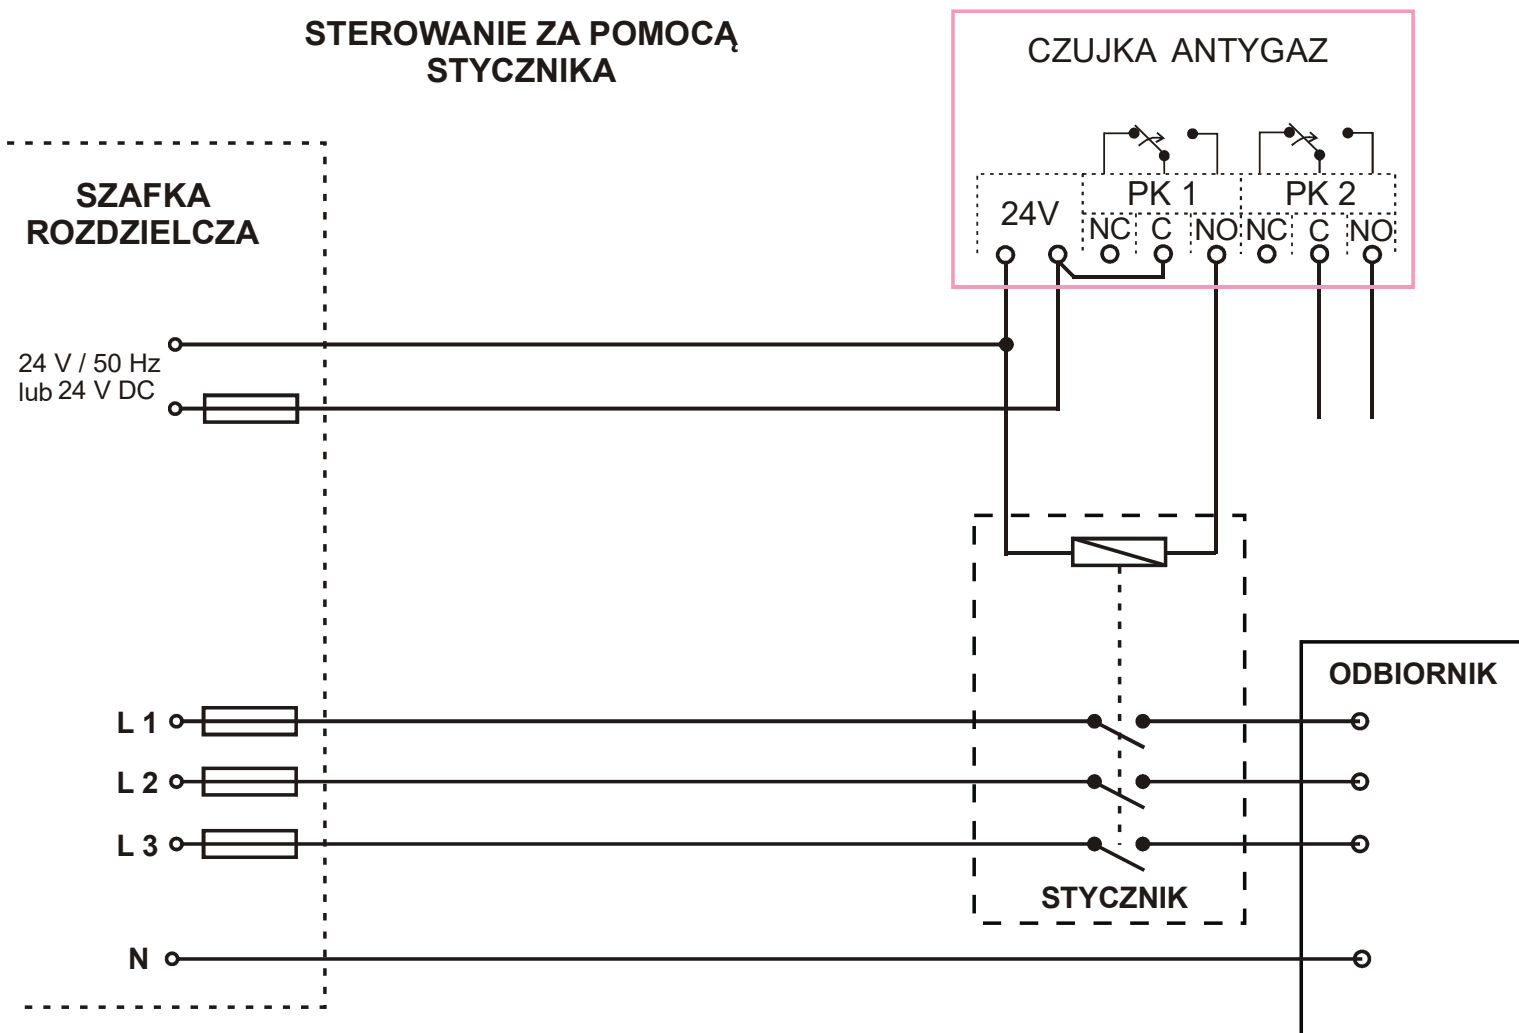 STEROWANIE ZA POMOCĄ
STYCZNIKA
CZUJKA ANTYGAZ
SZAFKA
ROZDZIELCZA
24V
PK 1
PK 2
NC C NO NC C NO
24 V / 50 Hz
lub 24 V DC
ODBIORNIK
L 1
L 2
L 3
STYCZNIK
N